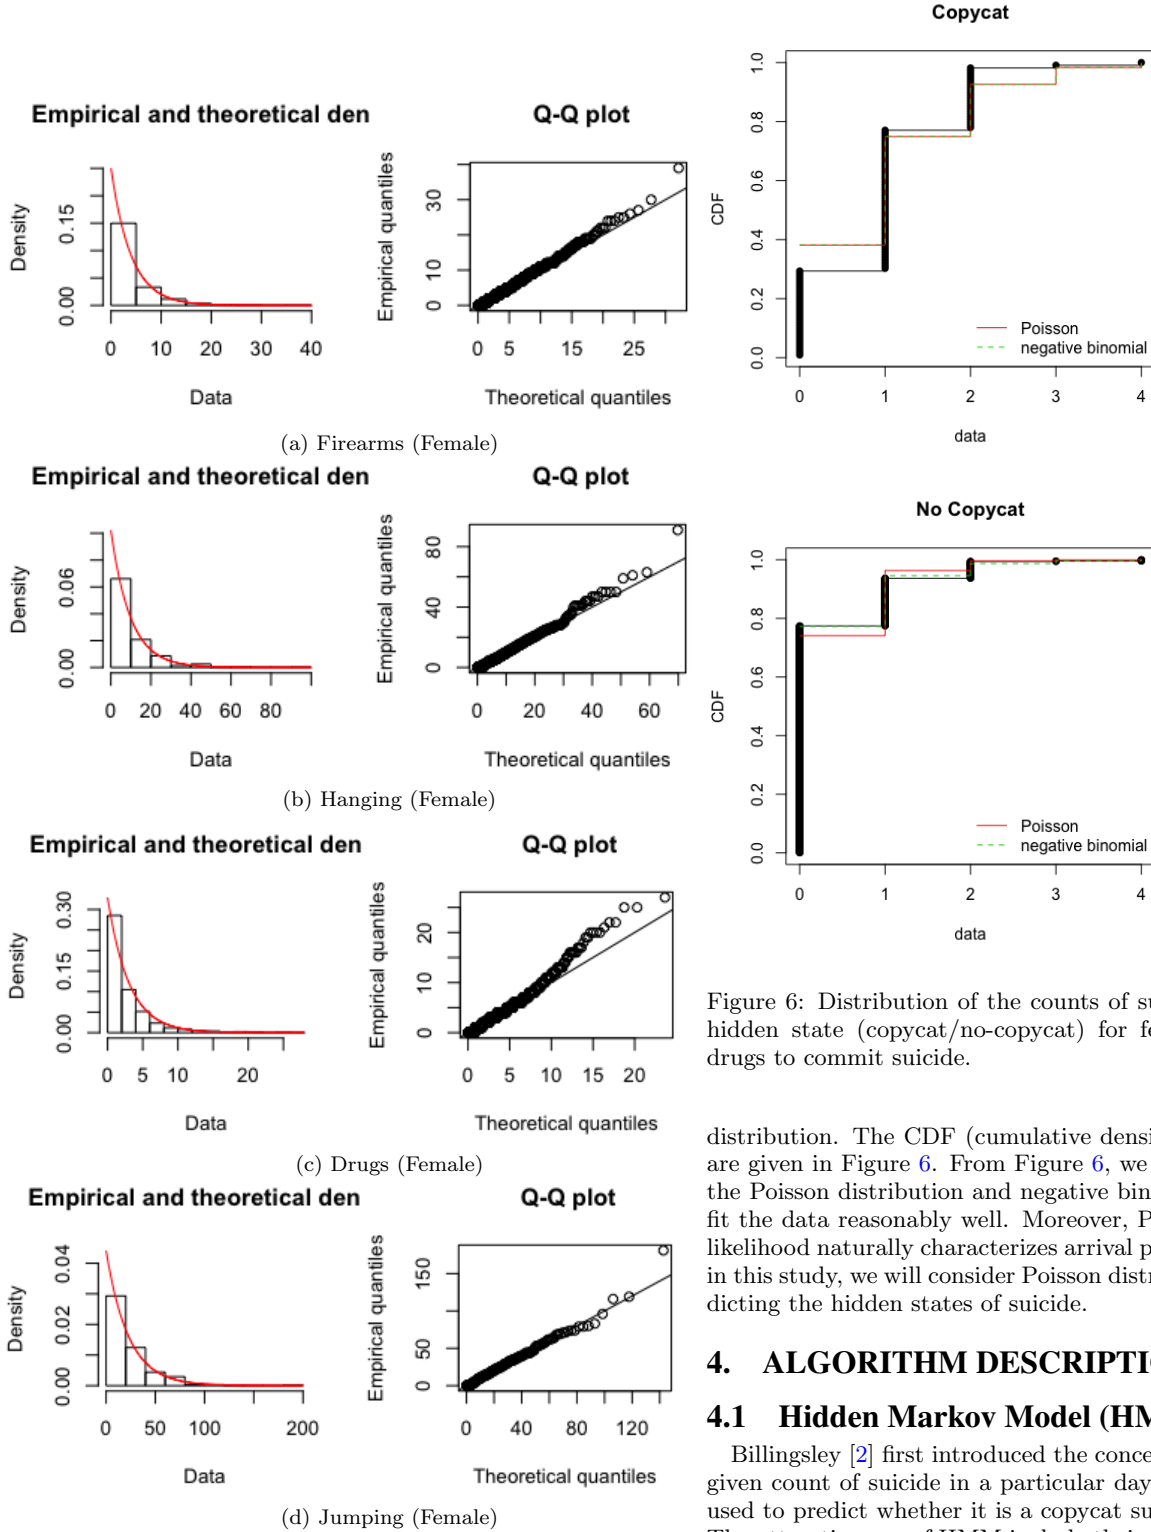 Empirical and theoretical den
Q-Q plot
Density
0.00
0.15
0 10 20 30 40
Data
Empirical quantiles
0
10
30
0 5 15 25
Theoretical quantiles
(a) Firearms (Female)
Empirical and theoretical den
Q-Q plot
Density
0.00
0.06
0 20 40 60 80
Data
Empirical quantiles
0
40
80
0 20 40 60
Theoretical quantiles
(b) Hanging (Female)
Empirical and theoretical den
Q-Q plot
Density
0.00
0.15
0.30
0 5 10 20
Data
Empirical quantiles
0
10
20
0 5 10 15 20
Theoretical quantiles
(c) Drugs (Female)
Empirical and theoretical den
Q-Q plot
Density
0.00
0.02
0.04
0 50 100 200
Data
Empirical quantiles
0
50
150
0 40 80 120
Theoretical quantiles
(d) Jumping (Female)
Copycat
CDF
0.0
0.2
0.4
0.6
0.8
1.0
Poisson
negative binomial
0 1 2 3 4
data
No Copycat
CDF
0.0
0.2
0.4
0.6
0.8
1.0
Poisson
negative binomial
0 1 2 3 4
data
Figure 6: Distribution of the counts of su
hidden state (copycat/no-copycat) for fe
drugs to commit suicide.
distribution. The CDF (cumulative densi
are given in Figure 6. From Figure 6, we
the Poisson distribution and negative bin
fit the data reasonably well. Moreover, P
likelihood naturally characterizes arrival p
in this study, we will consider Poisson distr
dicting the hidden states of suicide.
4. ALGORITHM DESCRIPTI
4.1 Hidden Markov Model (HM
Billingsley [2] first introduced the conce
given count of suicide in a particular day
used to predict whether it is a copycat su